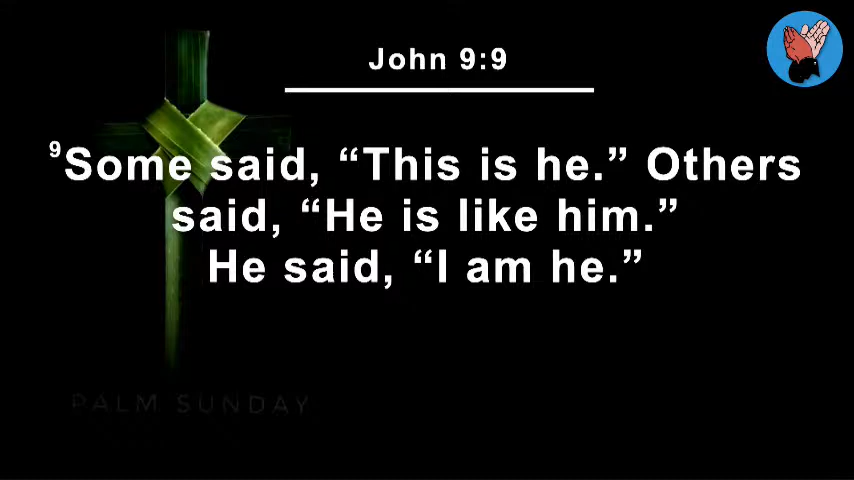 John 9:9
⁹Some said, “This is he.” Others
said, “He is like him.”
He said, “I am he.”
PALM SUNDAY